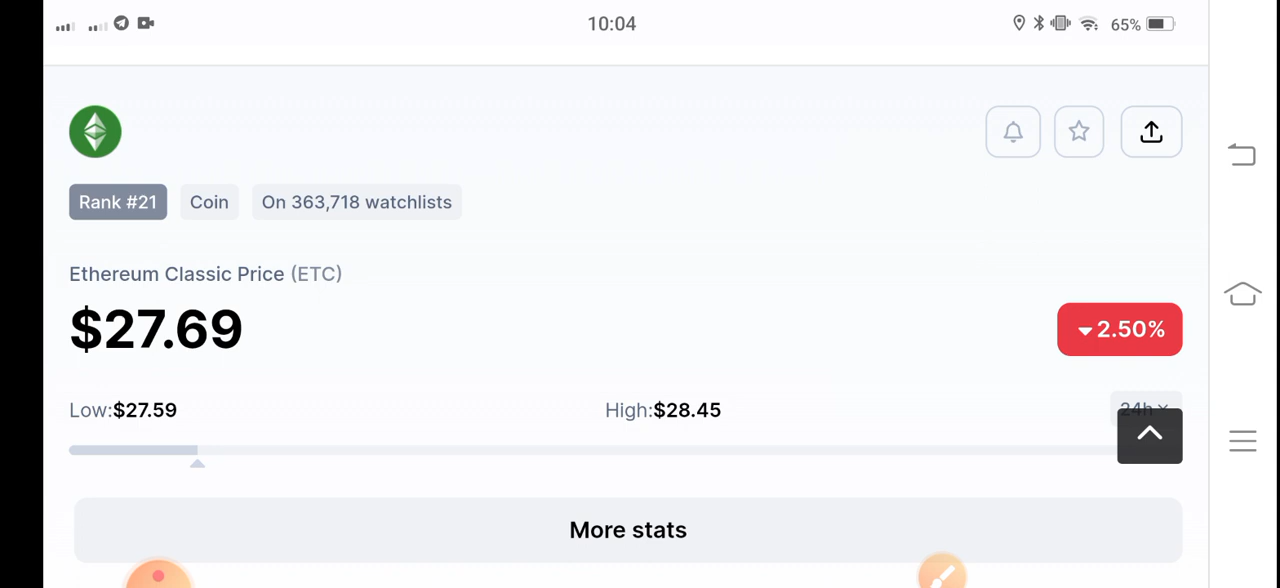 10:04
65%
Rank #21 Coin On 363,718 watchlists
Ethereum Classic Price (ETC)
$27.69
2.50%
Low:$27.59 High:$28.45 24h
More stats